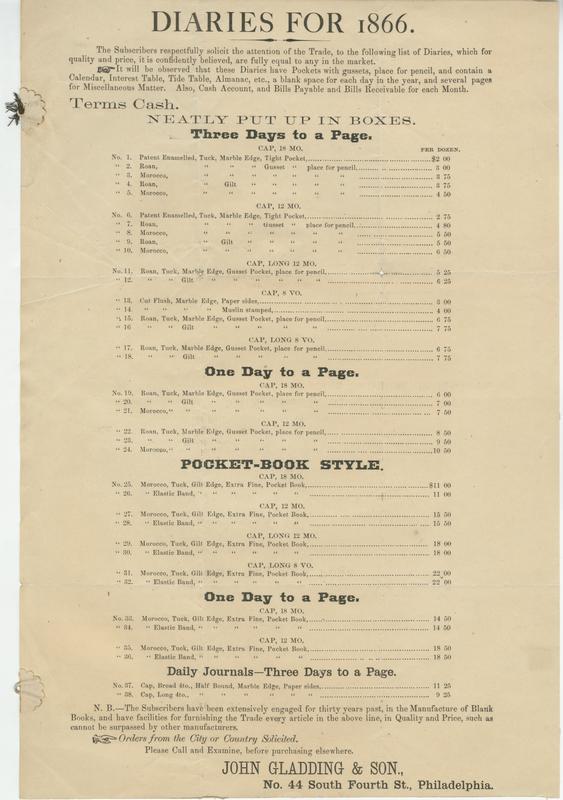 DIARIES FOR 1866.
The Subscribers respectfully solicit the attention of the Trade, to the following list of Diaries, which for
quality and price, it is confidently believed, are fully equal to any in the market.
☞ It will be observed that these Diaries have Pockets with gussets, place for pencil, and contain a
Calendar, Interest Table, Tide Table, Almanac, etc., a blank space for each day in the year, and several pages
for Miscellaneous Matter. Also, Cash Account, and Bills Payable and Bills Receivable for each Month.
Terms Cash.
NEATLY PUT UP IN BOXES.
Three Days to a Page.
CAP, 18 MO. PER DOZEN.
No. 1. Patent Enamelled, Tuck, Marble Edge, Tight Pocket, $2 00
" 2. Roan, " " " Gusset " place for pencil, 3 00
" 3. Morocco, " " " " " " 3 75
" 4. Roan, " Gilt " " " " " 3 75
" 5. Morocco, " " " " " " " 4 50
CAP, 12 MO.
No. 6. Patent Enamelled, Tuck, Marble Edge, Tight Pocket, 2 75
" 7. Roan, " " " Gusset " place for pencil, 4 80
" 8. Morocco, " " " " " " 5 50
" 9. Roan, " Gilt " " " " " 5 50
" 10. Morocco, " " " " " " " 6 50
CAP, LONG 12 MO.
No. 11. Roan, Tuck, Marble Edge, Gusset Pocket, place for pencil, 5 25
" 12. " " Gilt " " " " " 6 25
CAP, 8 VO.
" 13. Cut Flush, Marble Edge, Paper sides, 3 00
" 14. " " " " Muslin stamped, 4 00
" 15. Roan, Tuck, Marble Edge, Gusset Pocket, place for pencil, 6 75
" 16 " " Gilt " " " " " 7 75
CAP, LONG 8 VO.
" 17. Roan, Tuck, Marble Edge, Gusset Pocket, place for pencil, 6 75
" 18. " " Gilt " " " " " 7 75
One Day to a Page.
CAP, 18 MO.
No. 19. Roan, Tuck, Marble Edge, Gusset Pocket, place for pencil, 6 00
" 20. " " Gilt " " " " " 7 00
" 21. Morocco, " " " " " " " 7 50
CAP, 12 MO.
" 22. Roan, Tuck, Marble Edge, Gusset Pocket, place for pencil, 8 50
" 23. " " Gilt " " " " " 9 50
" 24. Morocco, " " " " " " " 10 50
POCKET-BOOK STYLE.
CAP, 18 MO.
No. 25. Morocco, Tuck, Gilt Edge, Extra Fine, Pocket Book, $11 00
" 26. " Elastic Band, " " " " " " 11 00
CAP, 12 MO.
" 27. Morocco, Tuck, Gilt Edge, Extra Fine, Pocket Book, 15 50
" 28. " Elastic Band, " " " " " " 15 50
CAP, LONG 12 MO.
" 29. Morocco, Tuck, Gilt Edge, Extra Fine, Pocket Book, 18 00
" 30. " Elastic Band, " " " " " " 18 00
CAP, LONG 8 VO.
" 31. Morocco, Tuck, Gilt Edge, Extra Fine, Pocket Book, 22 00
" 32. " Elastic Band, " " " " " " 22 00
One Day to a Page.
CAP, 18 MO.
No. 33. Morocco, Tuck, Gilt Edge, Extra Fine, Pocket Book, 14 50
" 34. " Elastic Band, " " " " " " 14 50
CAP, 12 MO.
" 35. Morocco, Tuck, Gilt Edge, Extra Fine, Pocket Book, 18 50
" 36. " Elastic Band, " " " " " " 18 50
Daily Journals—Three Days to a Page.
No. 37. Cap, Broad 4to., Half Bound, Marble Edge, Paper sides, 11 25
" 38. Cap, Long 4to., " " " " " " 9 25
N. B.—The Subscribers have been extensively engaged for thirty years past, in the Manufacture of Blank
Books, and have facilities for furnishing the Trade every article in the above line, in Quality and Price, such as
cannot be surpassed by other manufacturers.
☞ Orders from the City or Country Solicited.
Please Call and Examine, before purchasing elsewhere.
JOHN GLADDING & SON.,
No. 44 South Fourth St., Philadelphia.